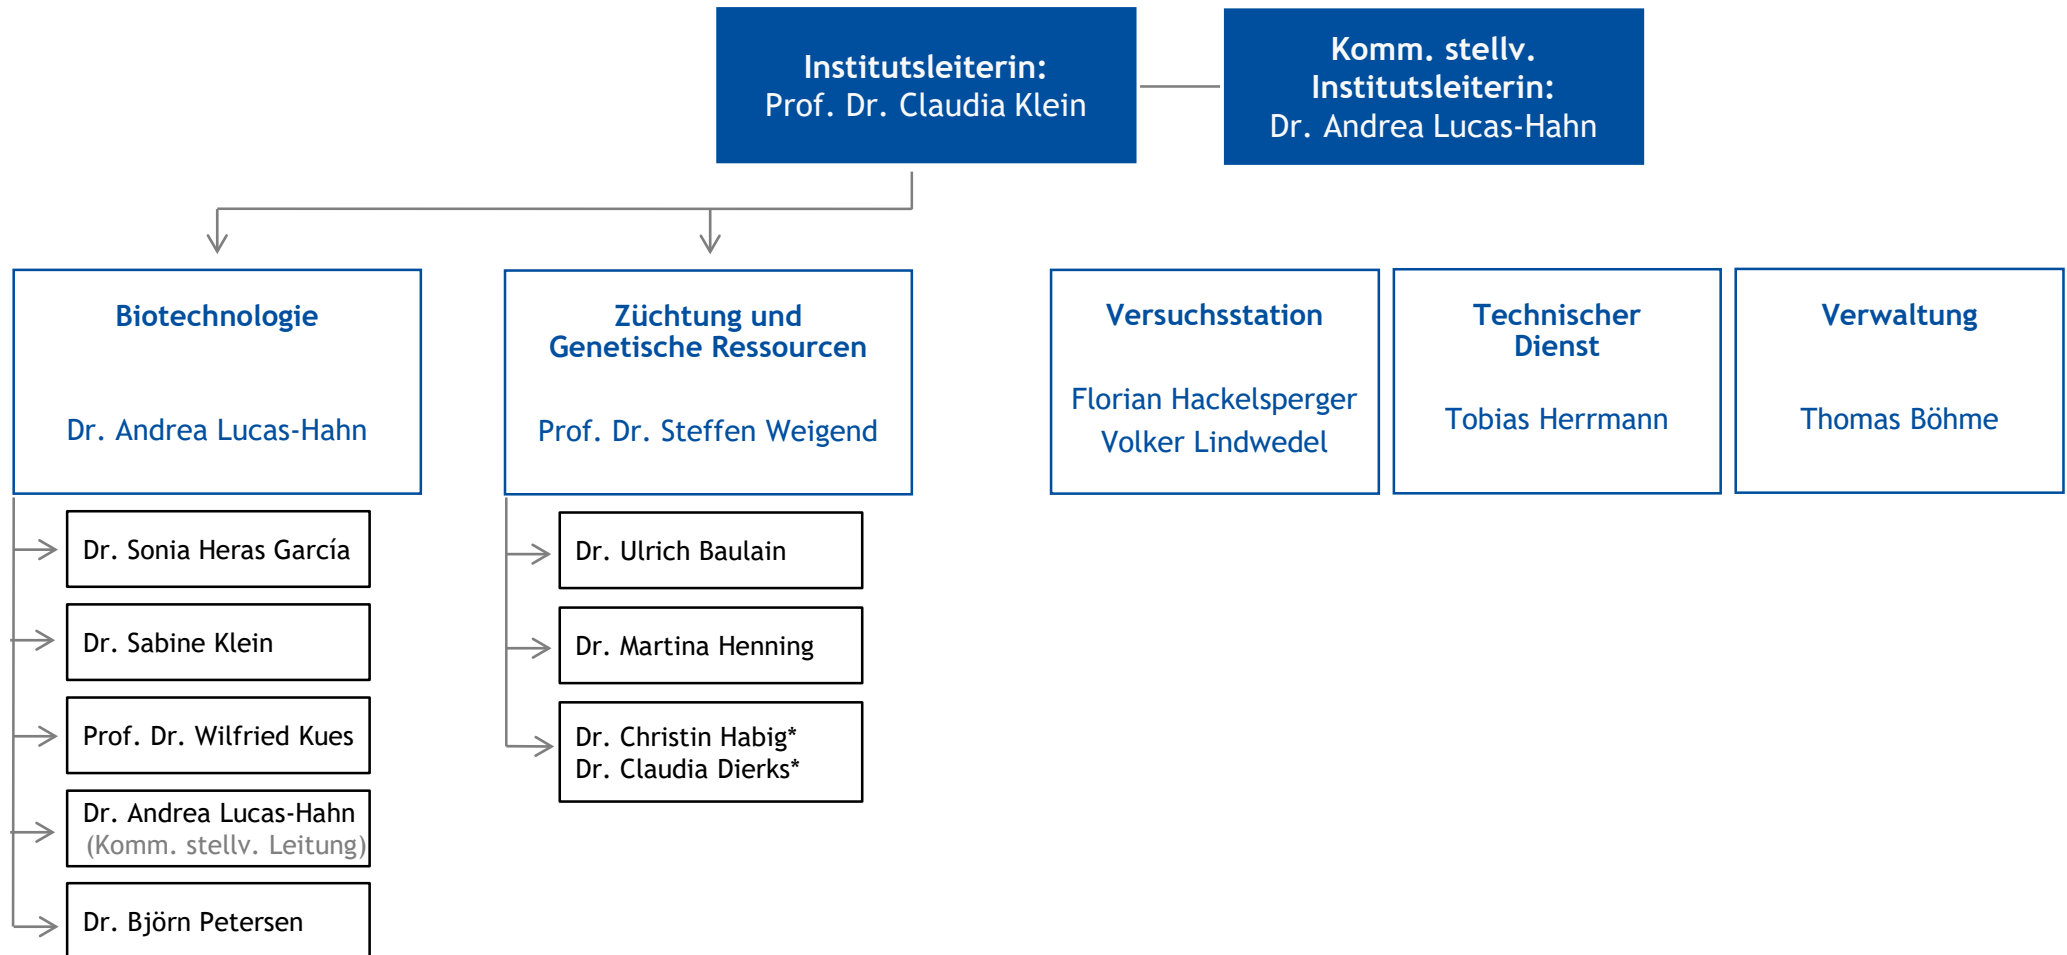 Institutsleiterin:
Prof. Dr. Claudia Klein
Komm. stellv.
Institutsleiterin:
Dr. Andrea Lucas-Hahn
Biotechnologie
Dr. Andrea Lucas-Hahn
Züchtung und
Genetische Ressourcen
Prof. Dr. Steffen Weigend
Versuchsstation
Florian Hackelsperger
Volker Lindwedel
Technischer
Dienst
Tobias Herrmann
Verwaltung
Thomas Böhme
Dr. Sonia Heras García
Dr. Sabine Klein
Prof. Dr. Wilfried Kues
Dr. Andrea Lucas-Hahn
(Komm. stellv. Leitung)
Dr. Björn Petersen
Dr. Ulrich Baulain
Dr. Martina Henning
Dr. Christin Habig*
Dr. Claudia Dierks*